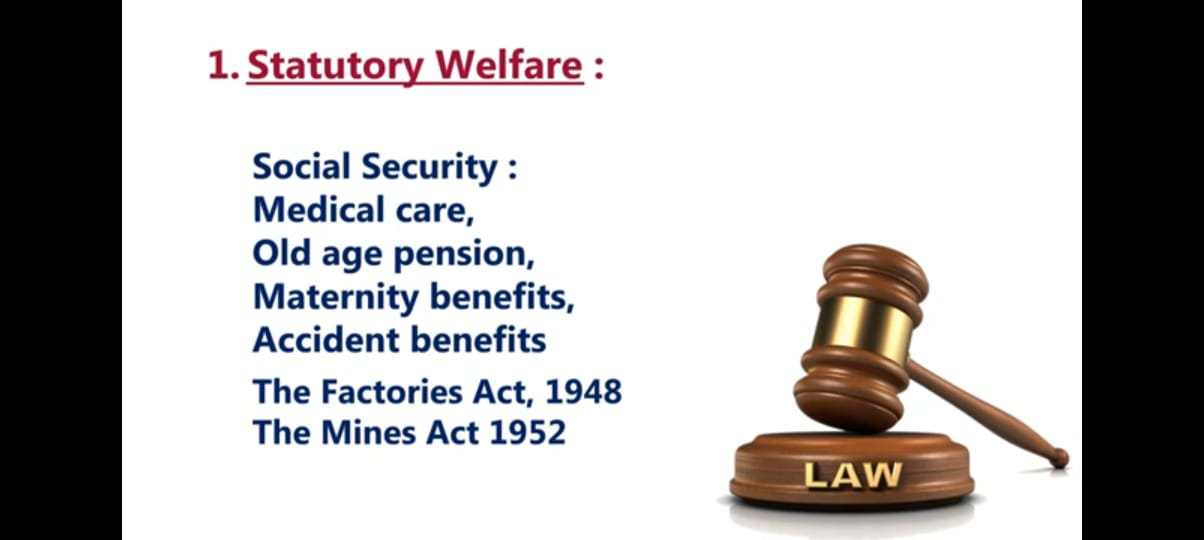 1. Statutory Welfare :
Social Security :
Medical care,
Old age pension,
Maternity benefits,
Accident benefits
The Factories Act, 1948
The Mines Act 1952
LAW